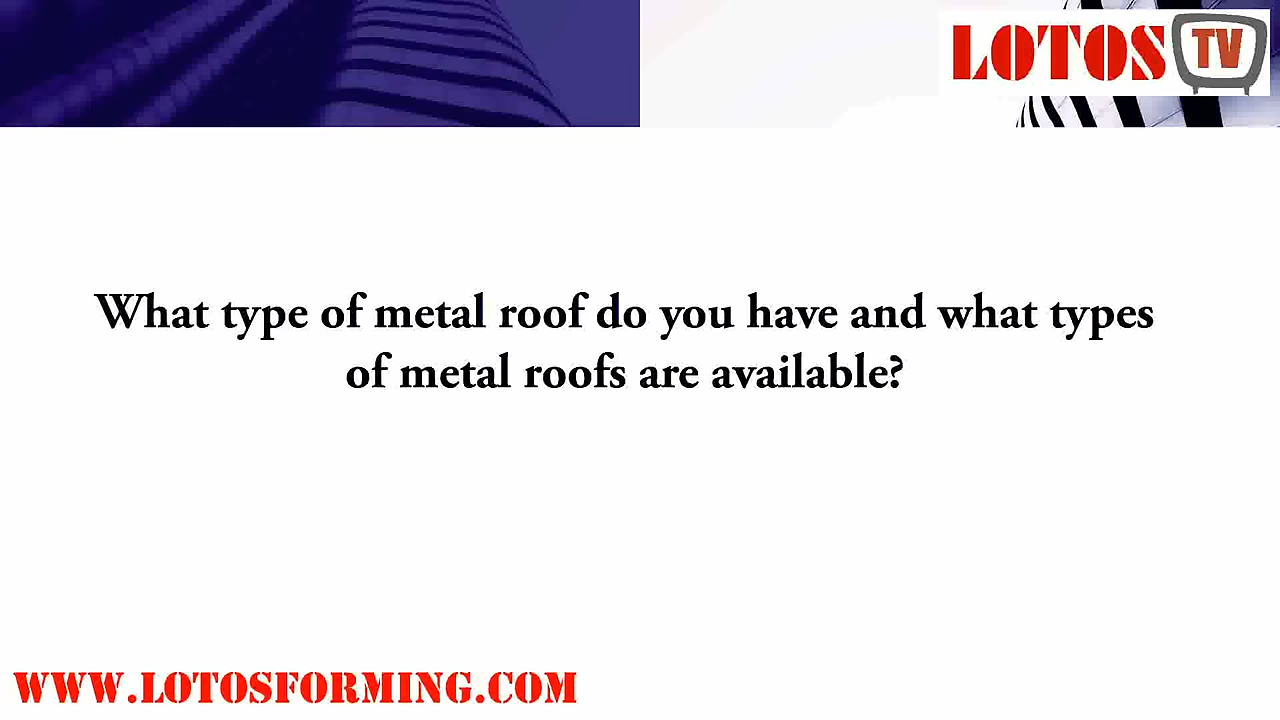 LOTOS TV
What type of metal roof do you have and what types
of metal roofs are available?
WWW.LOTOSFORMING.COM